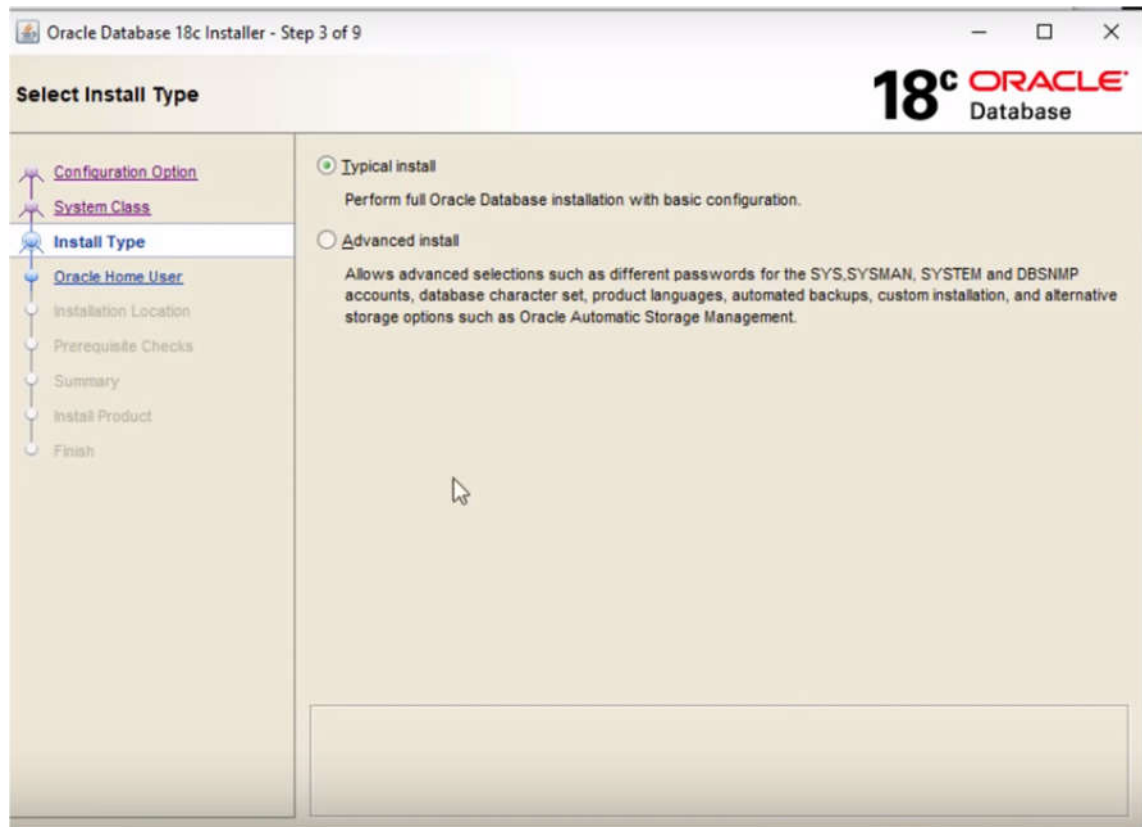 Oracle Database 18c Installer - Step 3 of 9
Select Install Type
18c ORACLE
Database
Configuration Option
System Class
Install Type
Oracle Home User
Installation Location
Prerequisite Checks
Summary
Install Product
Finish
Typical install
Perform full Oracle Database installation with basic configuration.
Advanced install
Allows advanced selections such as different passwords for the SYS,SYSMAN, SYSTEM and DBSNMP
accounts, database character set, product languages, automated backups, custom installation, and alternative
storage options such as Oracle Automatic Storage Management.